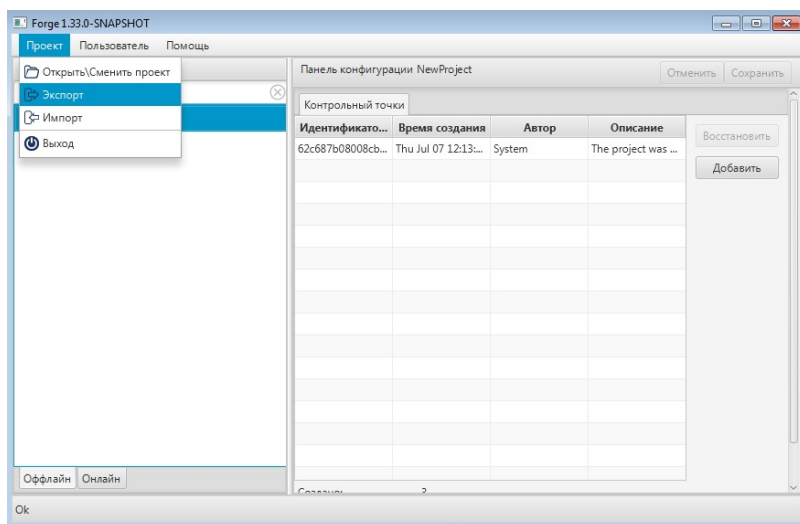 Forge 1.33.0-SNAPSHOT
Проект Пользователь Помощь
Открыть\Сменить проект
Экспорт
Импорт
Выход
Панель конфигурации NewProject
Отменить Сохранить
Контрольный точки
Идентификато... Время создания Автор Описание
62c687b08008cb... Thu Jul 07 12:13:... System The project was ...
Восстановить
Добавить
Оффлайн Онлайн
Ok